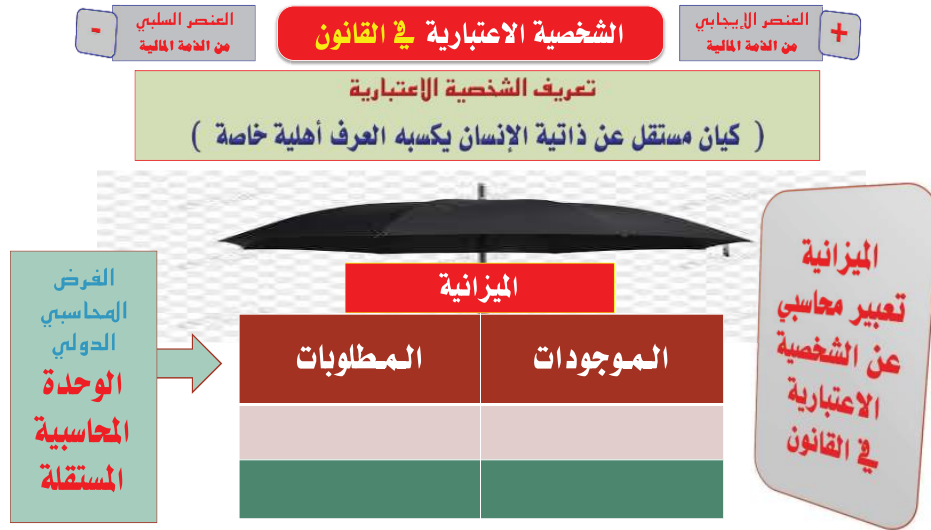 +
العنصر الإيجابي
من الذمة المالية
الشخصية الاعتبارية في القانون
العنصر السلبي
من الذمة المالية
-
تعريف الشخصية الاعتبارية
( كيان مستقل عن ذاتية الإنسان يكسبه العرف أهلية خاصة )
الميزانية
تعبير محاسبي
عن الشخصية
الاعتبارية
في القانون
الميزانية
الموجودات
المطلوبات
الفرض
المحاسبي
الدولي
الوحدة
المحاسبية
المستقلة